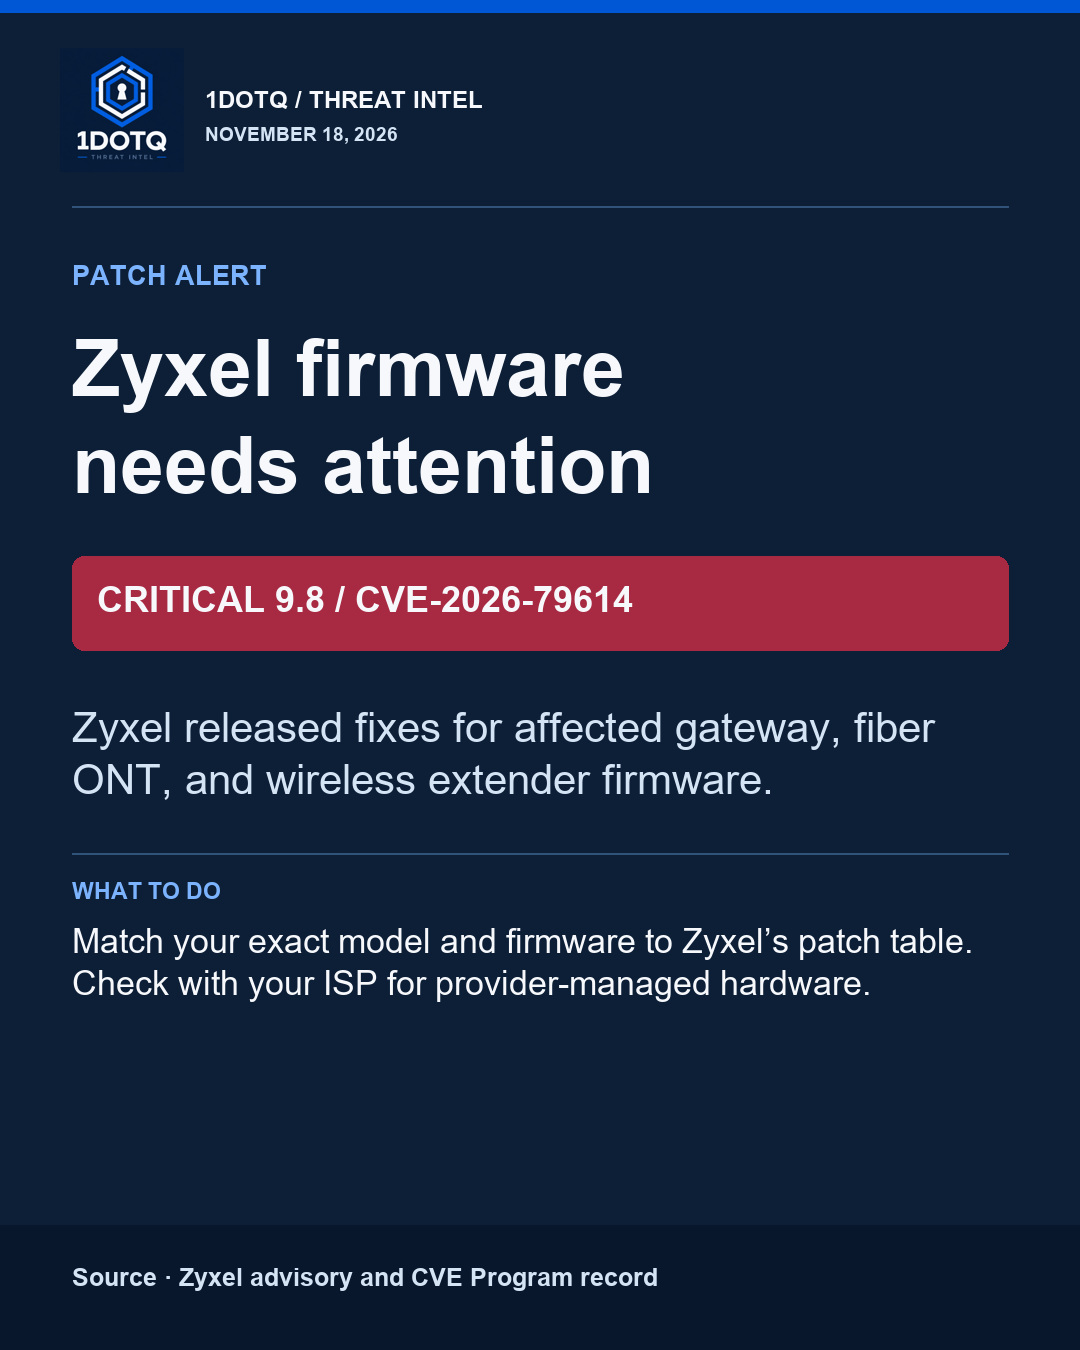 1DOTQ
THREAT INTEL
1DOTQ / THREAT INTEL
NOVEMBER 18, 2026
PATCH ALERT
Zyxel firmware
needs attention
CRITICAL 9.8 / CVE-2026-79614
Zyxel released fixes for affected gateway, fiber
ONT, and wireless extender firmware.
WHAT TO DO
Match your exact model and firmware to Zyxel’s patch table.
Check with your ISP for provider-managed hardware.
Source · Zyxel advisory and CVE Program record